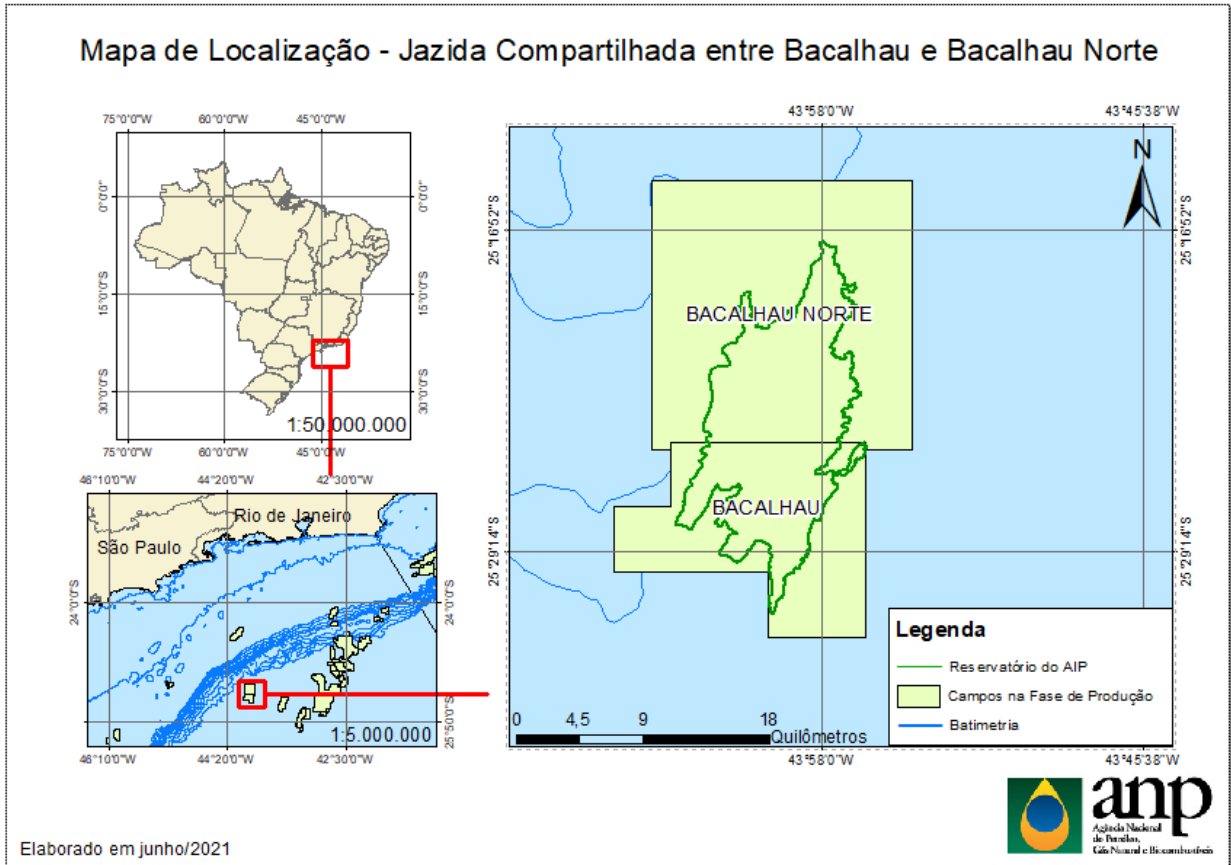 Mapa de Localização - Jazida Compartilhada entre Bacalhau e Bacalhau Norte
75°0'0"W 60°0'0"W 45°0'0"W
0°0'0" 0°0'0"
15°0'0"S 15°0'0"S
30°0'0"S 30°0'0"S
1:50.000.000
75°0'0"W 60°0'0"W 45°0'0"W
46°10'0"W 44°20'0"W 42°30'0"W
Rio de Janeiro
São Paulo
24°0'0"S 24°0'0"S
25°50'0"S
1:5.000.000
46°10'0"W 44°20'0"W 42°30'0"W
43°58'0"W 43°45'38"W
N
25°16'52"S 25°16'52"S
BACALHAU NORTE
BACALHAU
25°29'14"S 25°29'14"S
Legenda
Reservatório do AIP
Campos na Fase de Produção
Batimetria
0 4,5 9 18
Quilômetros
43°58'0"W 43°45'38"W
anp
Agência Nacional
do Petróleo,
Gás Natural e Biocombustíveis
Elaborado em junho/2021